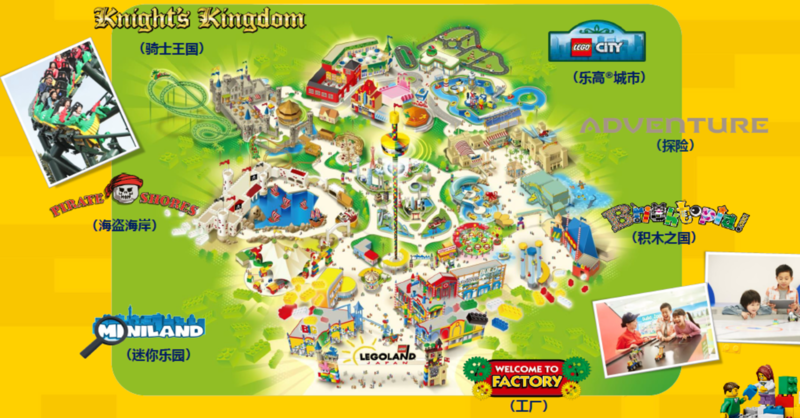 Knight's Kingdom
（骑士王国）
LEGO CITY
（乐高®城市）
ADVENTURE
（探险）
PIRATE SHORES
（海盗海岸）
Bricktopia!
（积木之国）
MINILAND
（迷你乐园）
LEGOLAND
JAPAN
WELCOME TO
FACTORY
（工厂）